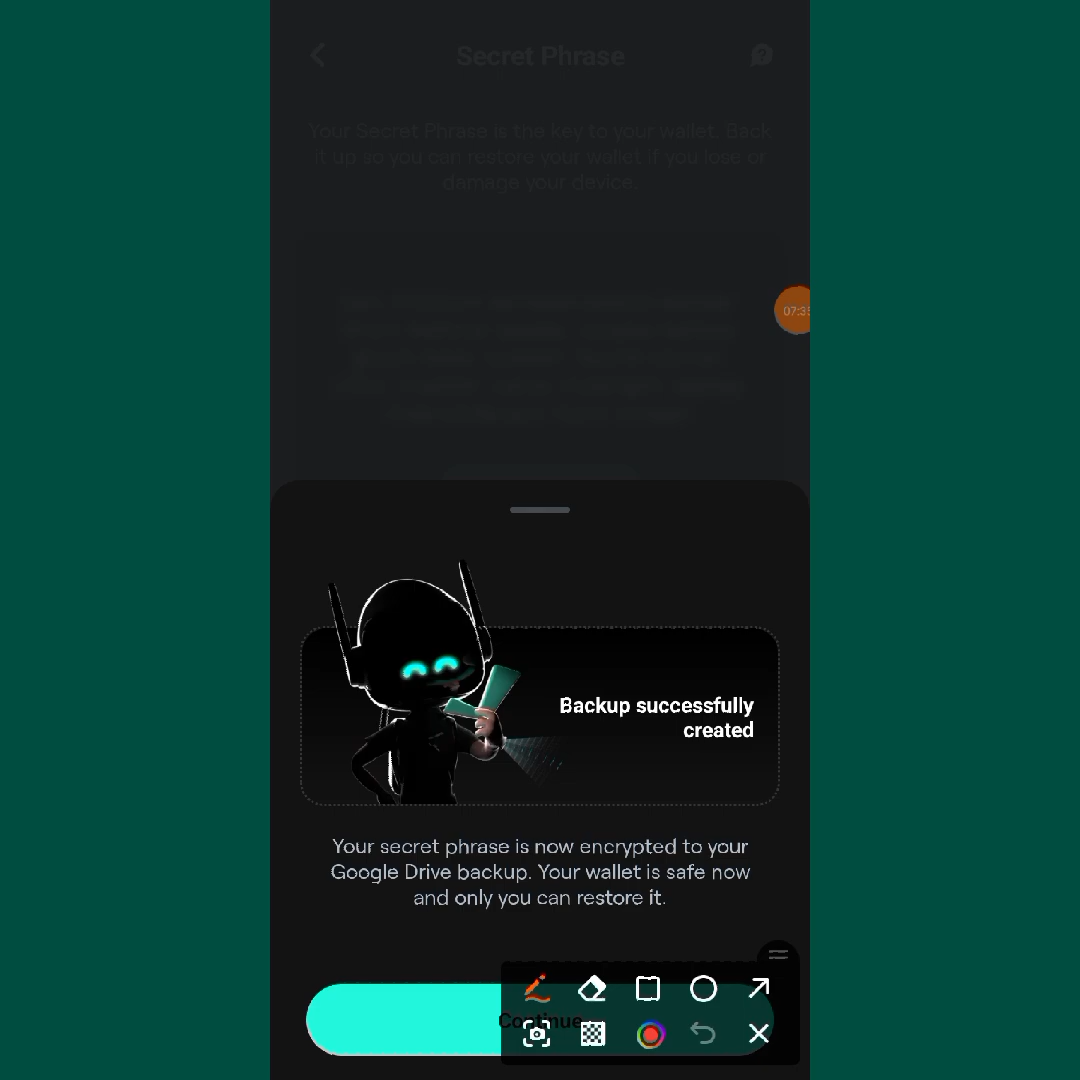 Secret Phrase
Your Secret Phrase is the key to your wallet. Back
it up so you can restore your wallet if you lose or
damage your device.
Backup successfully
created
Your secret phrase is now encrypted to your
Google Drive backup. Your wallet is safe now
and only you can restore it.
Continue